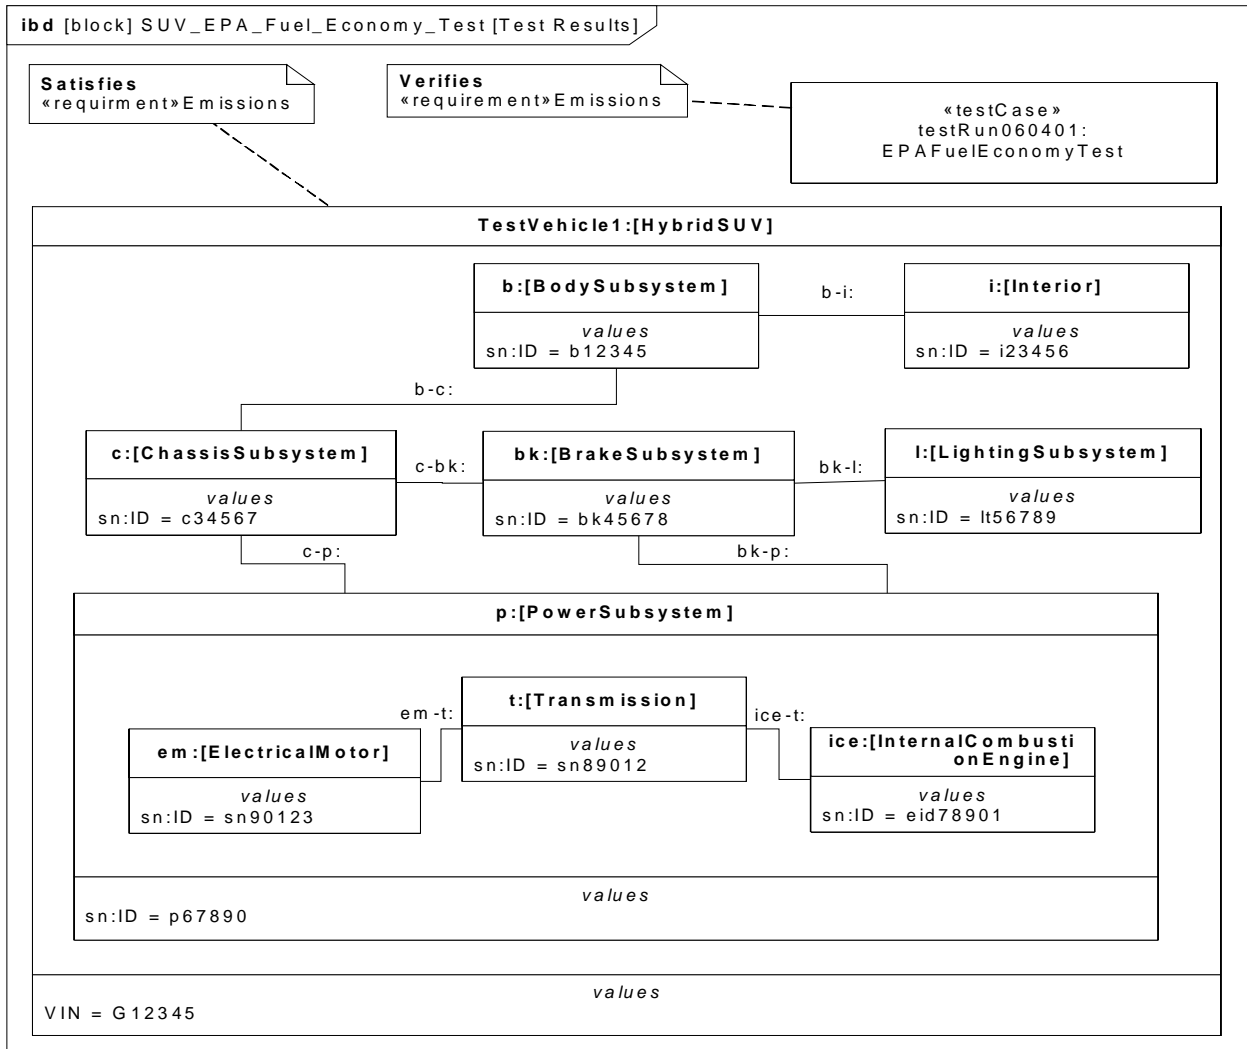 ibd [block] SUV_EPA_Fuel_Economy_Test [Test Results]
Satisfies
«requirment»Emissions
Verifies
«requirement»Emissions
«testCase»
testRun060401:
EPAFuelEconomyTest
TestVehicle1:[HybridSUV]
b:[BodySubsystem]
values
sn:ID = b12345
b-i:
i:[Interior]
values
sn:ID = i23456
b-c:
c:[ChassisSubsystem]
values
sn:ID = c34567
c-bk:
bk:[BrakeSubsystem]
values
sn:ID = bk45678
bk-l:
l:[LightingSubsystem]
values
sn:ID = lt56789
c-p:
bk-p:
p:[PowerSubsystem]
em-t:
t:[Transmission]
values
sn:ID = sn89012
ice-t:
em:[ElectricalMotor]
values
sn:ID = sn90123
ice:[InternalCombusti
onEngine]
values
sn:ID = eid78901
values
sn:ID = p67890
values
VIN = G12345